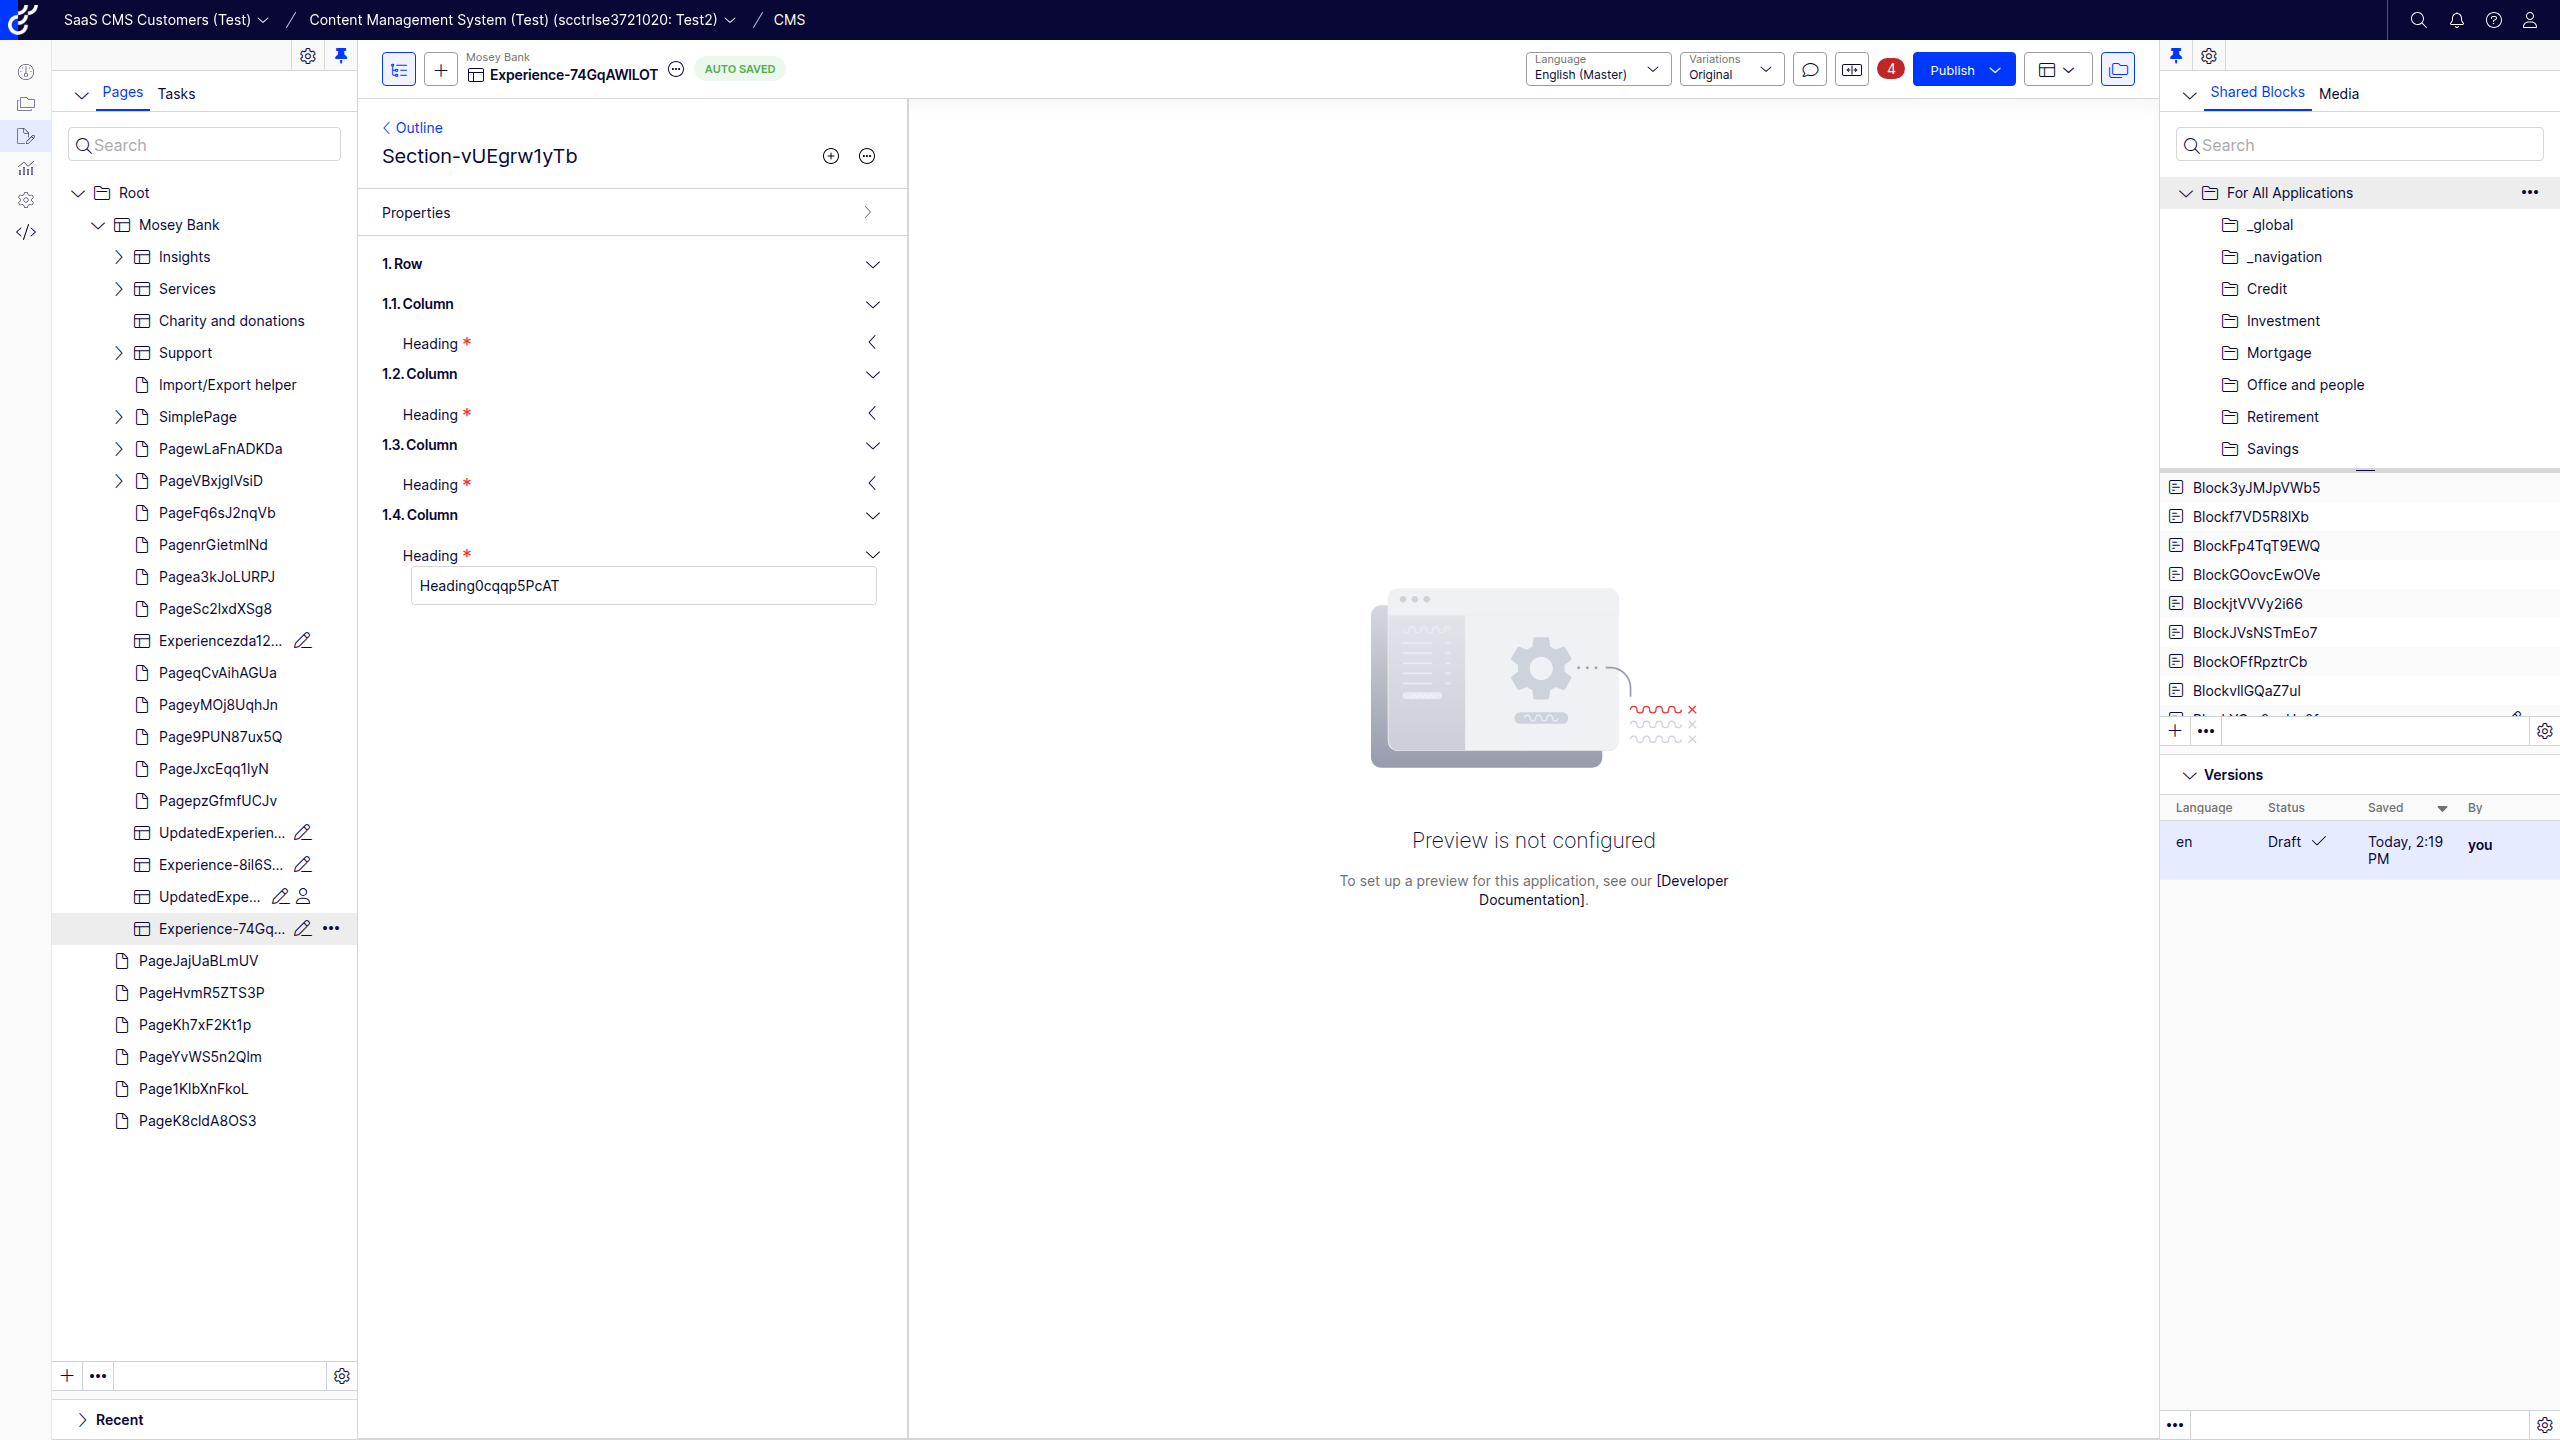 SaaS CMS Customers (Test) / Content Management System (Test) (scctrlse3721020: Test2) / CMS
Pages Tasks
Search
Root
Mosey Bank
Insights
Services
Charity and donations
Support
Import/Export helper
SimplePage
PagewLaFnADKDa
PageVBxjglVsiD
PageFq6sJ2nqVb
PagenrGietmlNd
Pagea3kJoLURPJ
PageSc2lxdXSg8
Experiencezda12...
PageqCvAihAGUa
PageyMOj8UqhJn
Page9PUN87ux5Q
PageJxcEqq1lyN
PagepzGfmfUCJv
UpdatedExperien...
Experience-8il6S...
UpdatedExpe...
Experience-74Gq...
PageJajUaBLmUV
PageHvmR5ZTS3P
PageKh7xF2Kt1p
PageYvWS5n2Qlm
Page1KlbXnFkoL
PageK8cldA8OS3
Recent
Mosey Bank
Experience-74GqAWlLOT
AUTO SAVED
Language
English (Master)
Variations
Original
4
Publish
Outline
Section-vUEgrw1yTb
Properties
1. Row
1.1. Column
Heading *
1.2. Column
Heading *
1.3. Column
Heading *
1.4. Column
Heading *
Heading0cqqp5PcAT
Preview is not configured
To set up a preview for this application, see our [Developer
Documentation].
Shared Blocks Media
Search
For All Applications
_global
_navigation
Credit
Investment
Mortgage
Office and people
Retirement
Savings
Block3yJMJpVWb5
Blockf7VD5R8lXb
BlockFp4TqT9EWQ
BlockGOovcEwOVe
BlockjtVVVy2i66
BlockJVsNSTmEo7
BlockOFfRpztrCb
BlockvllGQaZ7ul
Versions
Language Status Saved By
en Draft Today, 2:19 PM you